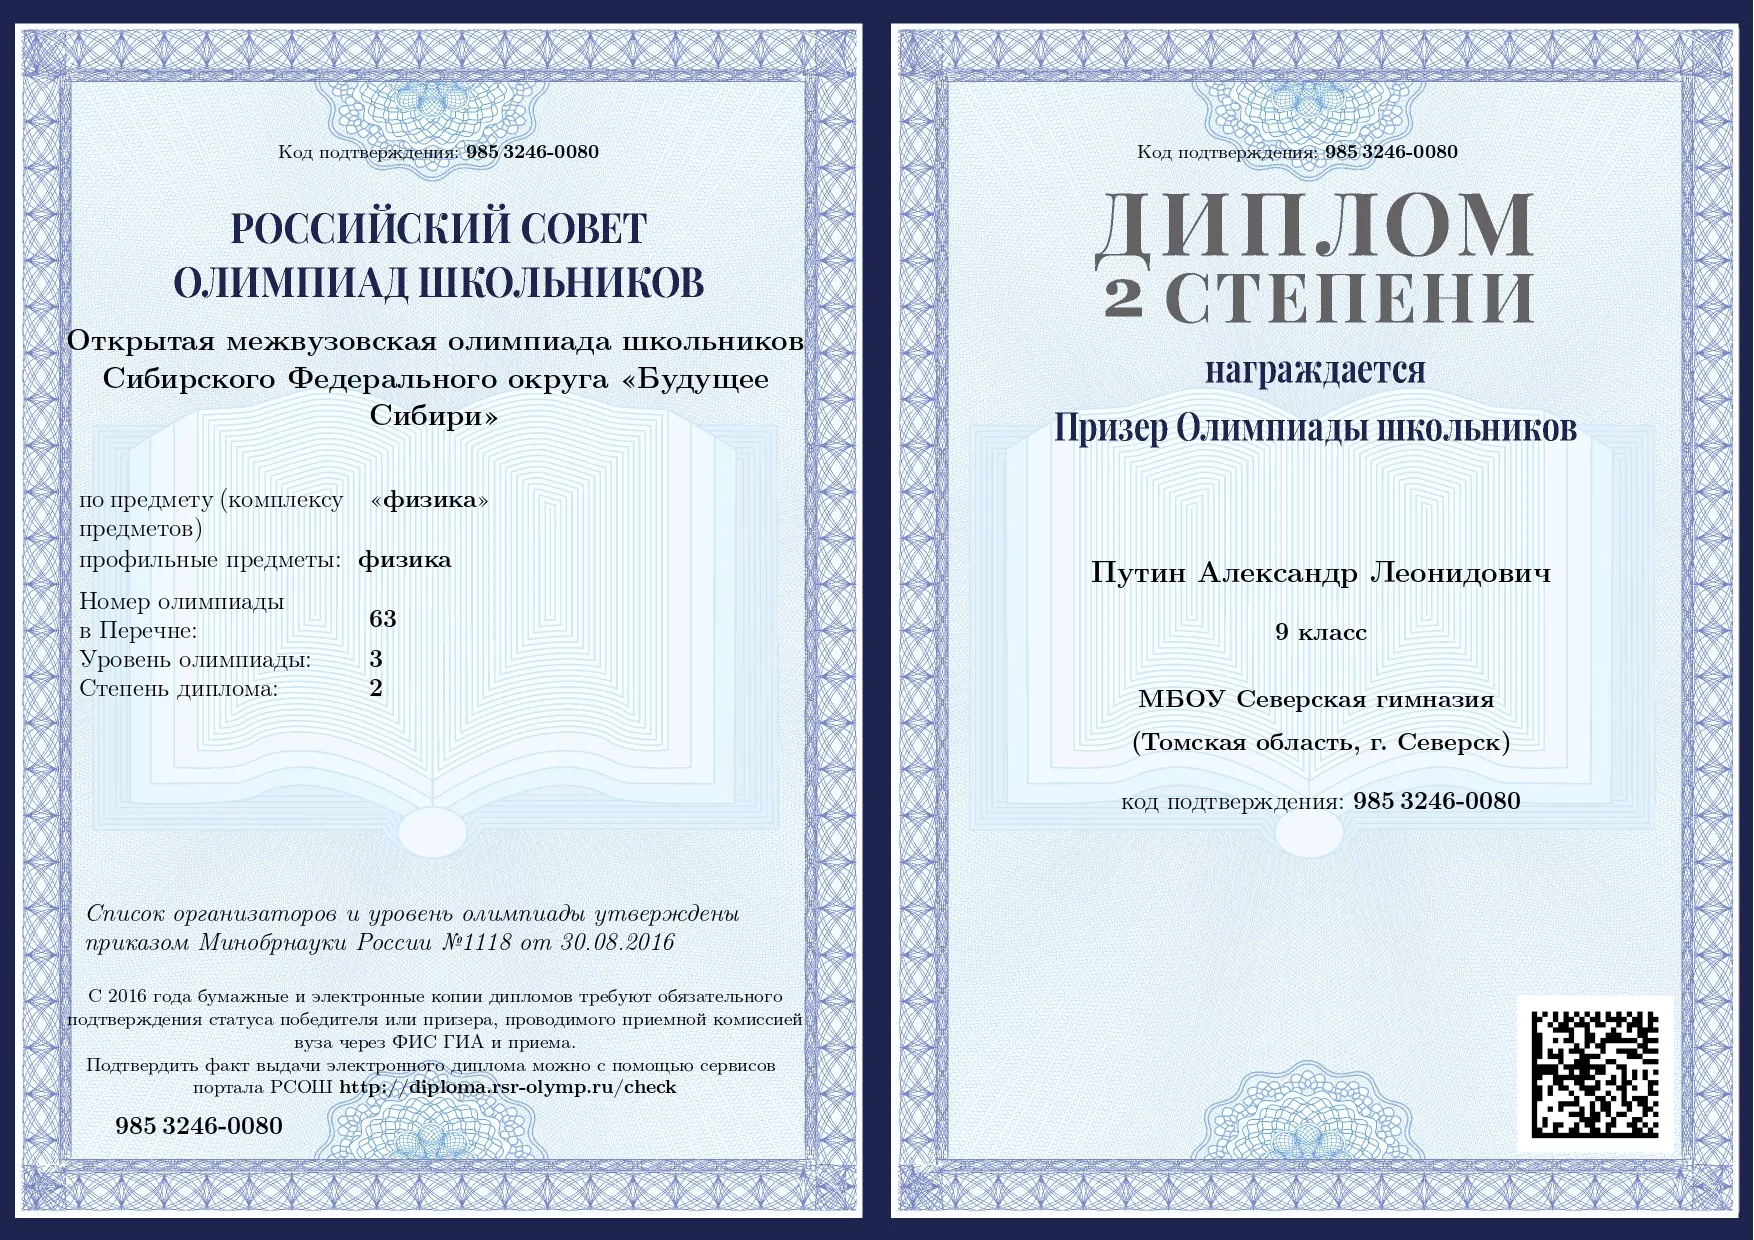 Код подтверждения: 985 3246-0080
РОССИЙСКИЙ СОВЕТ
ОЛИМПИАД ШКОЛЬНИКОВ
Открытая межвузовская олимпиада школьников
Сибирского Федерального округа «Будущее
Сибири»
по предмету (комплексу «физика»
предметов)
профильные предметы: физика
Номер олимпиады
в Перечне: 63
Уровень олимпиады: 3
Степень диплома: 2
Список организаторов и уровень олимпиады утверждены
приказом Минобрнауки России №1118 от 30.08.2016
С 2016 года бумажные и электронные копии дипломов требуют обязательного
подтверждения статуса победителя или призера, проводимого приемной комиссией
вуза через ФИС ГИА и приема.
Подтвердить факт выдачи электронного диплома можно с помощью сервисов
портала РСОШ http://diploma.rsr-olymp.ru/check
985 3246-0080
Код подтверждения: 985 3246-0080
ДИПЛОМ
2 СТЕПЕНИ
награждается
Призер Олимпиады школьников
Путин Александр Леонидович
9 класс
МБОУ Северская гимназия
(Томская область, г. Северск)
код подтверждения: 985 3246-0080